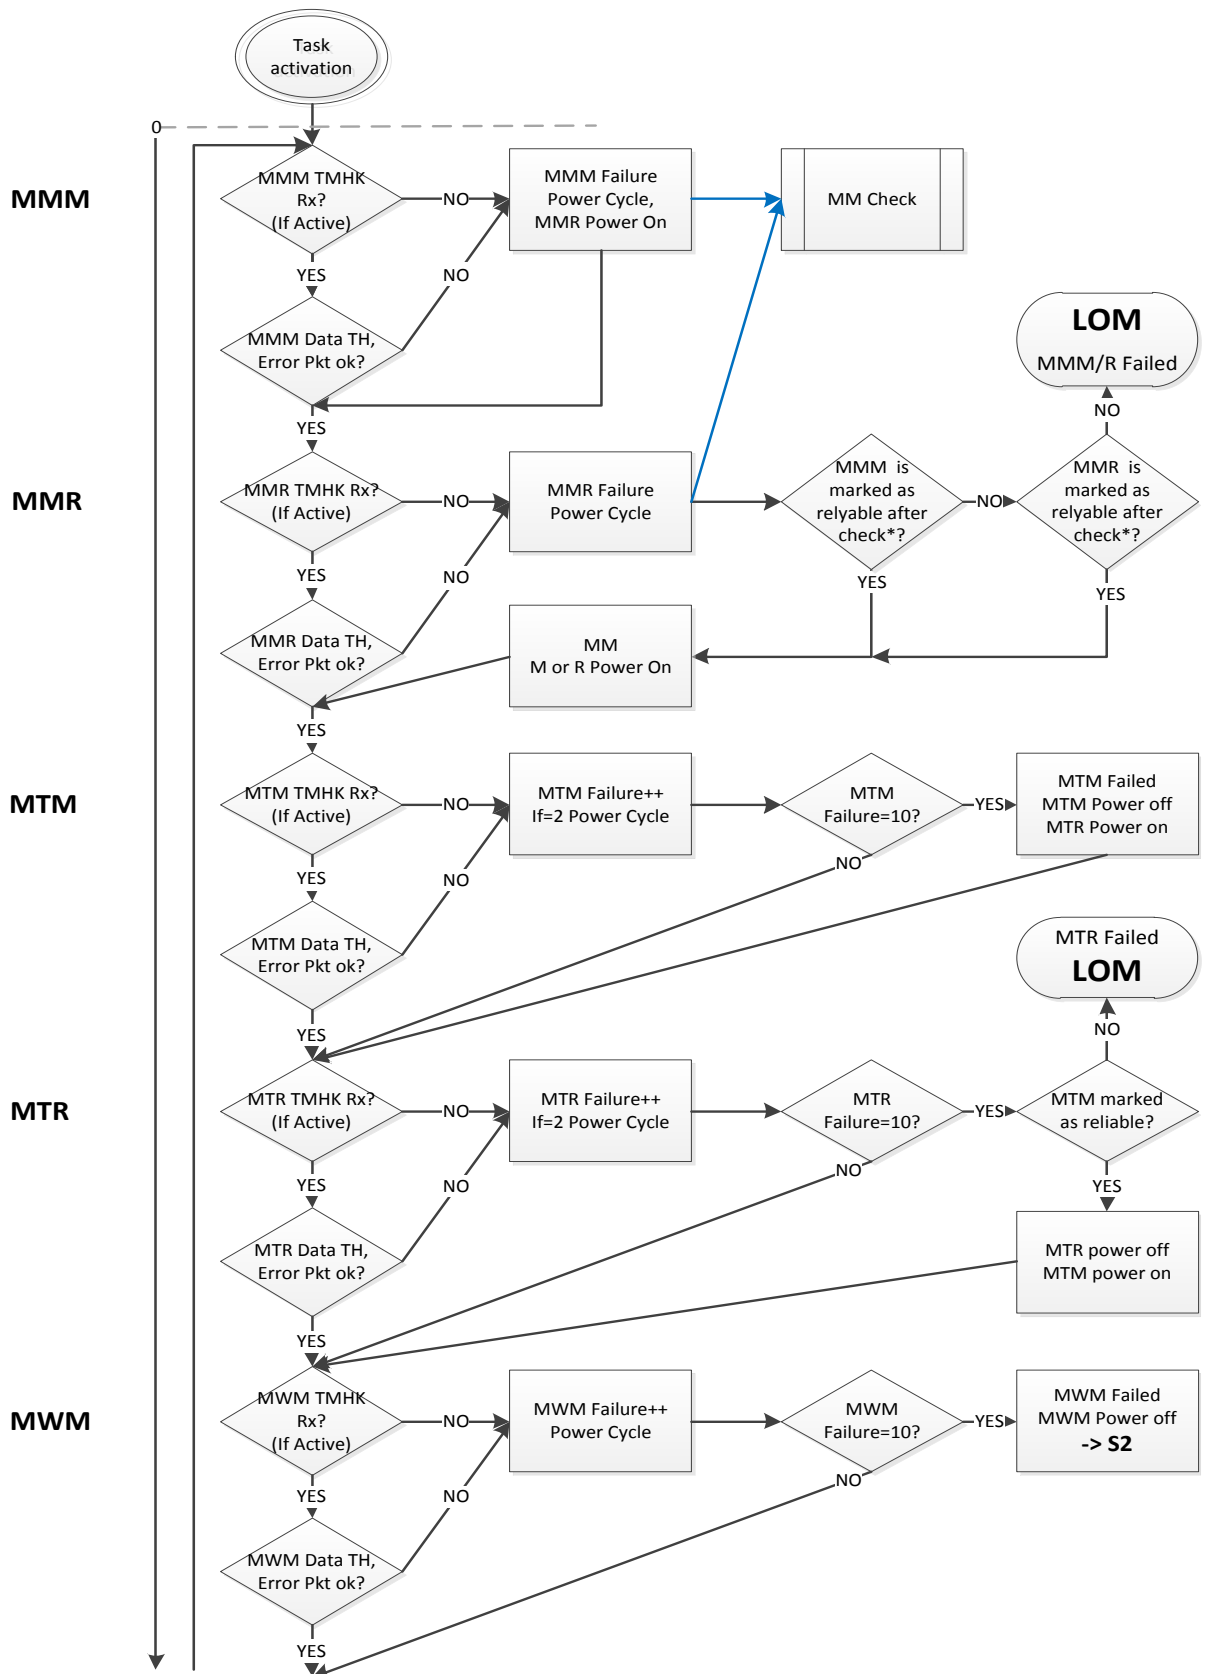 Task
activation
0
MMM
MMM TMHK
Rx?
(If Active)
NO
MMM Failure
Power Cycle,
MMR Power On
MM Check
YES
NO
MMM Data TH,
Error Pkt ok?
LOM
MMM/R Failed
YES
NO
MMR
MMR TMHK Rx?
(If Active)
NO
MMR Failure
Power Cycle
MMM is
marked as
relyable after
check*?
NO
MMR is
marked as
relyable after
check*?
YES
NO
YES
YES
MMR Data TH,
Error Pkt ok?
MM
M or R Power On
YES
MTM
MTM TMHK Rx?
(If Active)
NO
MTM Failure++
If=2 Power Cycle
MTM
Failure=10?
YES
MTM Failed
MTM Power off
MTR Power on
YES
NO
NO
MTM Data TH,
Error Pkt ok?
MTR Failed
LOM
YES
NO
MTR
MTR TMHK Rx?
(If Active)
NO
MTR Failure++
If=2 Power Cycle
MTR
Failure=10?
YES
MTM marked
as reliable?
YES
NO
NO
YES
MTR Data TH,
Error Pkt ok?
MTR power off
MTM power on
YES
MWM
MWM TMHK
Rx?
(If Active)
NO
MWM Failure++
Power Cycle
MWM
Failure=10?
YES
MWM Failed
MWM Power off
-> S2
YES
NO
NO
MWM Data TH,
Error Pkt ok?
YES